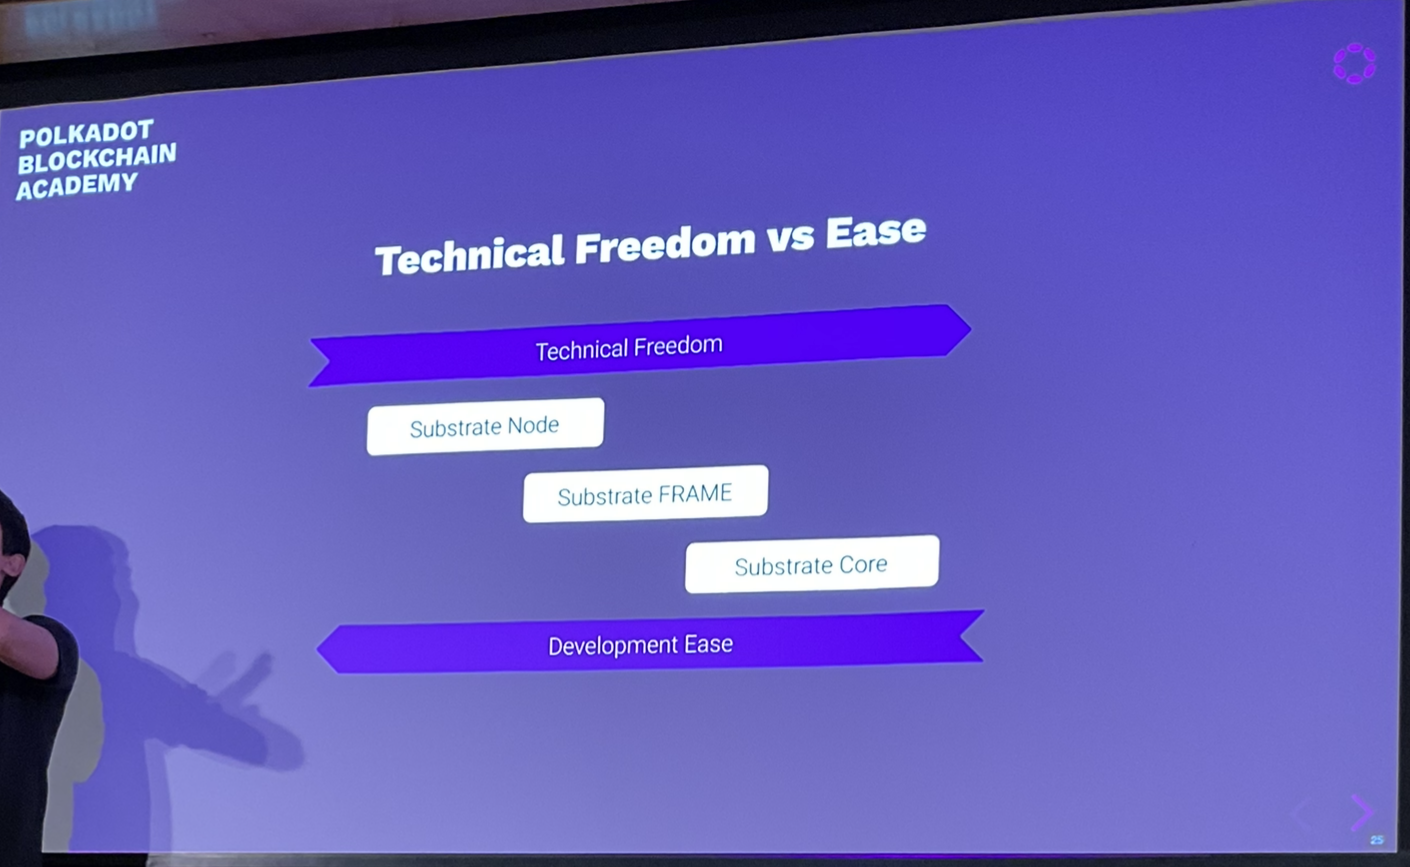 POLKADOT
BLOCKCHAIN
ACADEMY
Technical Freedom vs Ease
Technical Freedom
Substrate Node
Substrate FRAME
Substrate Core
Development Ease
25